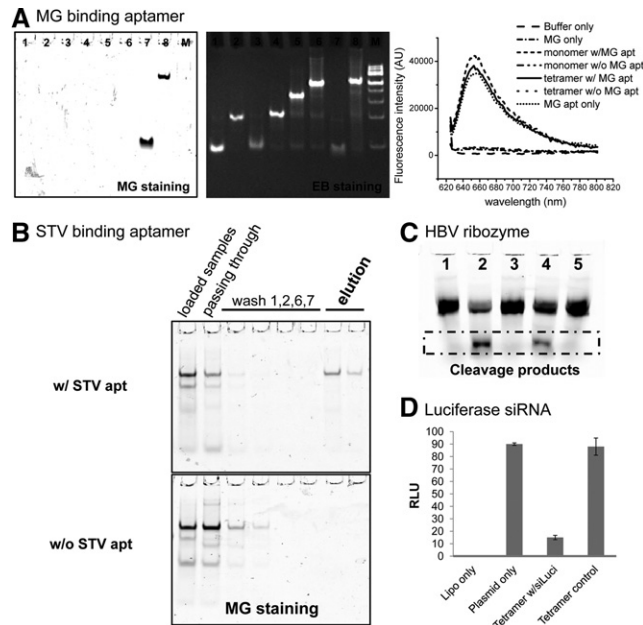 A MG binding aptamer
1 2 3 4 5 6 7 8 M
MG staining
1 2 3 4 5 6 7 8 M
EB staining
Fluorescence intensity (AU)
40000
20000
0
620 640 660 680 700 720 740 760 780 800 820
wavelength (nm)
Buffer only
MG only
monomer w/MG apt
monomer w/o MG apt
tetramer w/ MG apt
tetramer w/o MG apt
MG apt only
B STV binding aptamer
loaded samples
passing through
wash 1,2,6,7
elution
w/ STV apt
w/o STV apt
MG staining
C HBV ribozyme
1 2 3 4 5
Cleavage products
D Luciferase siRNA
RLU
100
90
80
70
60
50
40
30
20
10
0
Lipo only
Plasmid only
Tetramer w/siLuci
Tetramer control